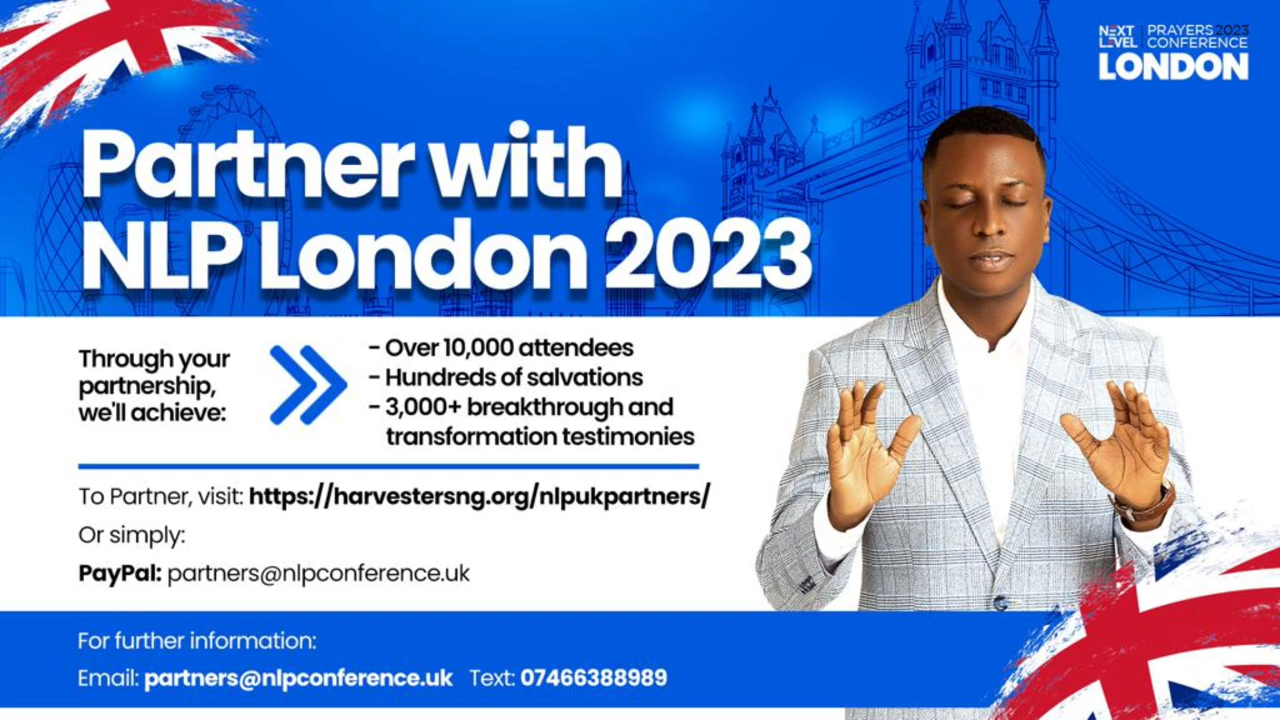 NEXT LEVEL
PRAYERS 2023
CONFERENCE
LONDON
Partner with
NLP London 2023
Through your
partnership,
we'll achieve:
- Over 10,000 attendees
- Hundreds of salvations
- 3,000+ breakthrough and
transformation testimonies
To Partner, visit: https://harvestersng.org/nlpukpartners/
Or simply:
PayPal: partners@nlpconference.uk
For further information:
Email: partners@nlpconference.uk Text: 07466388989